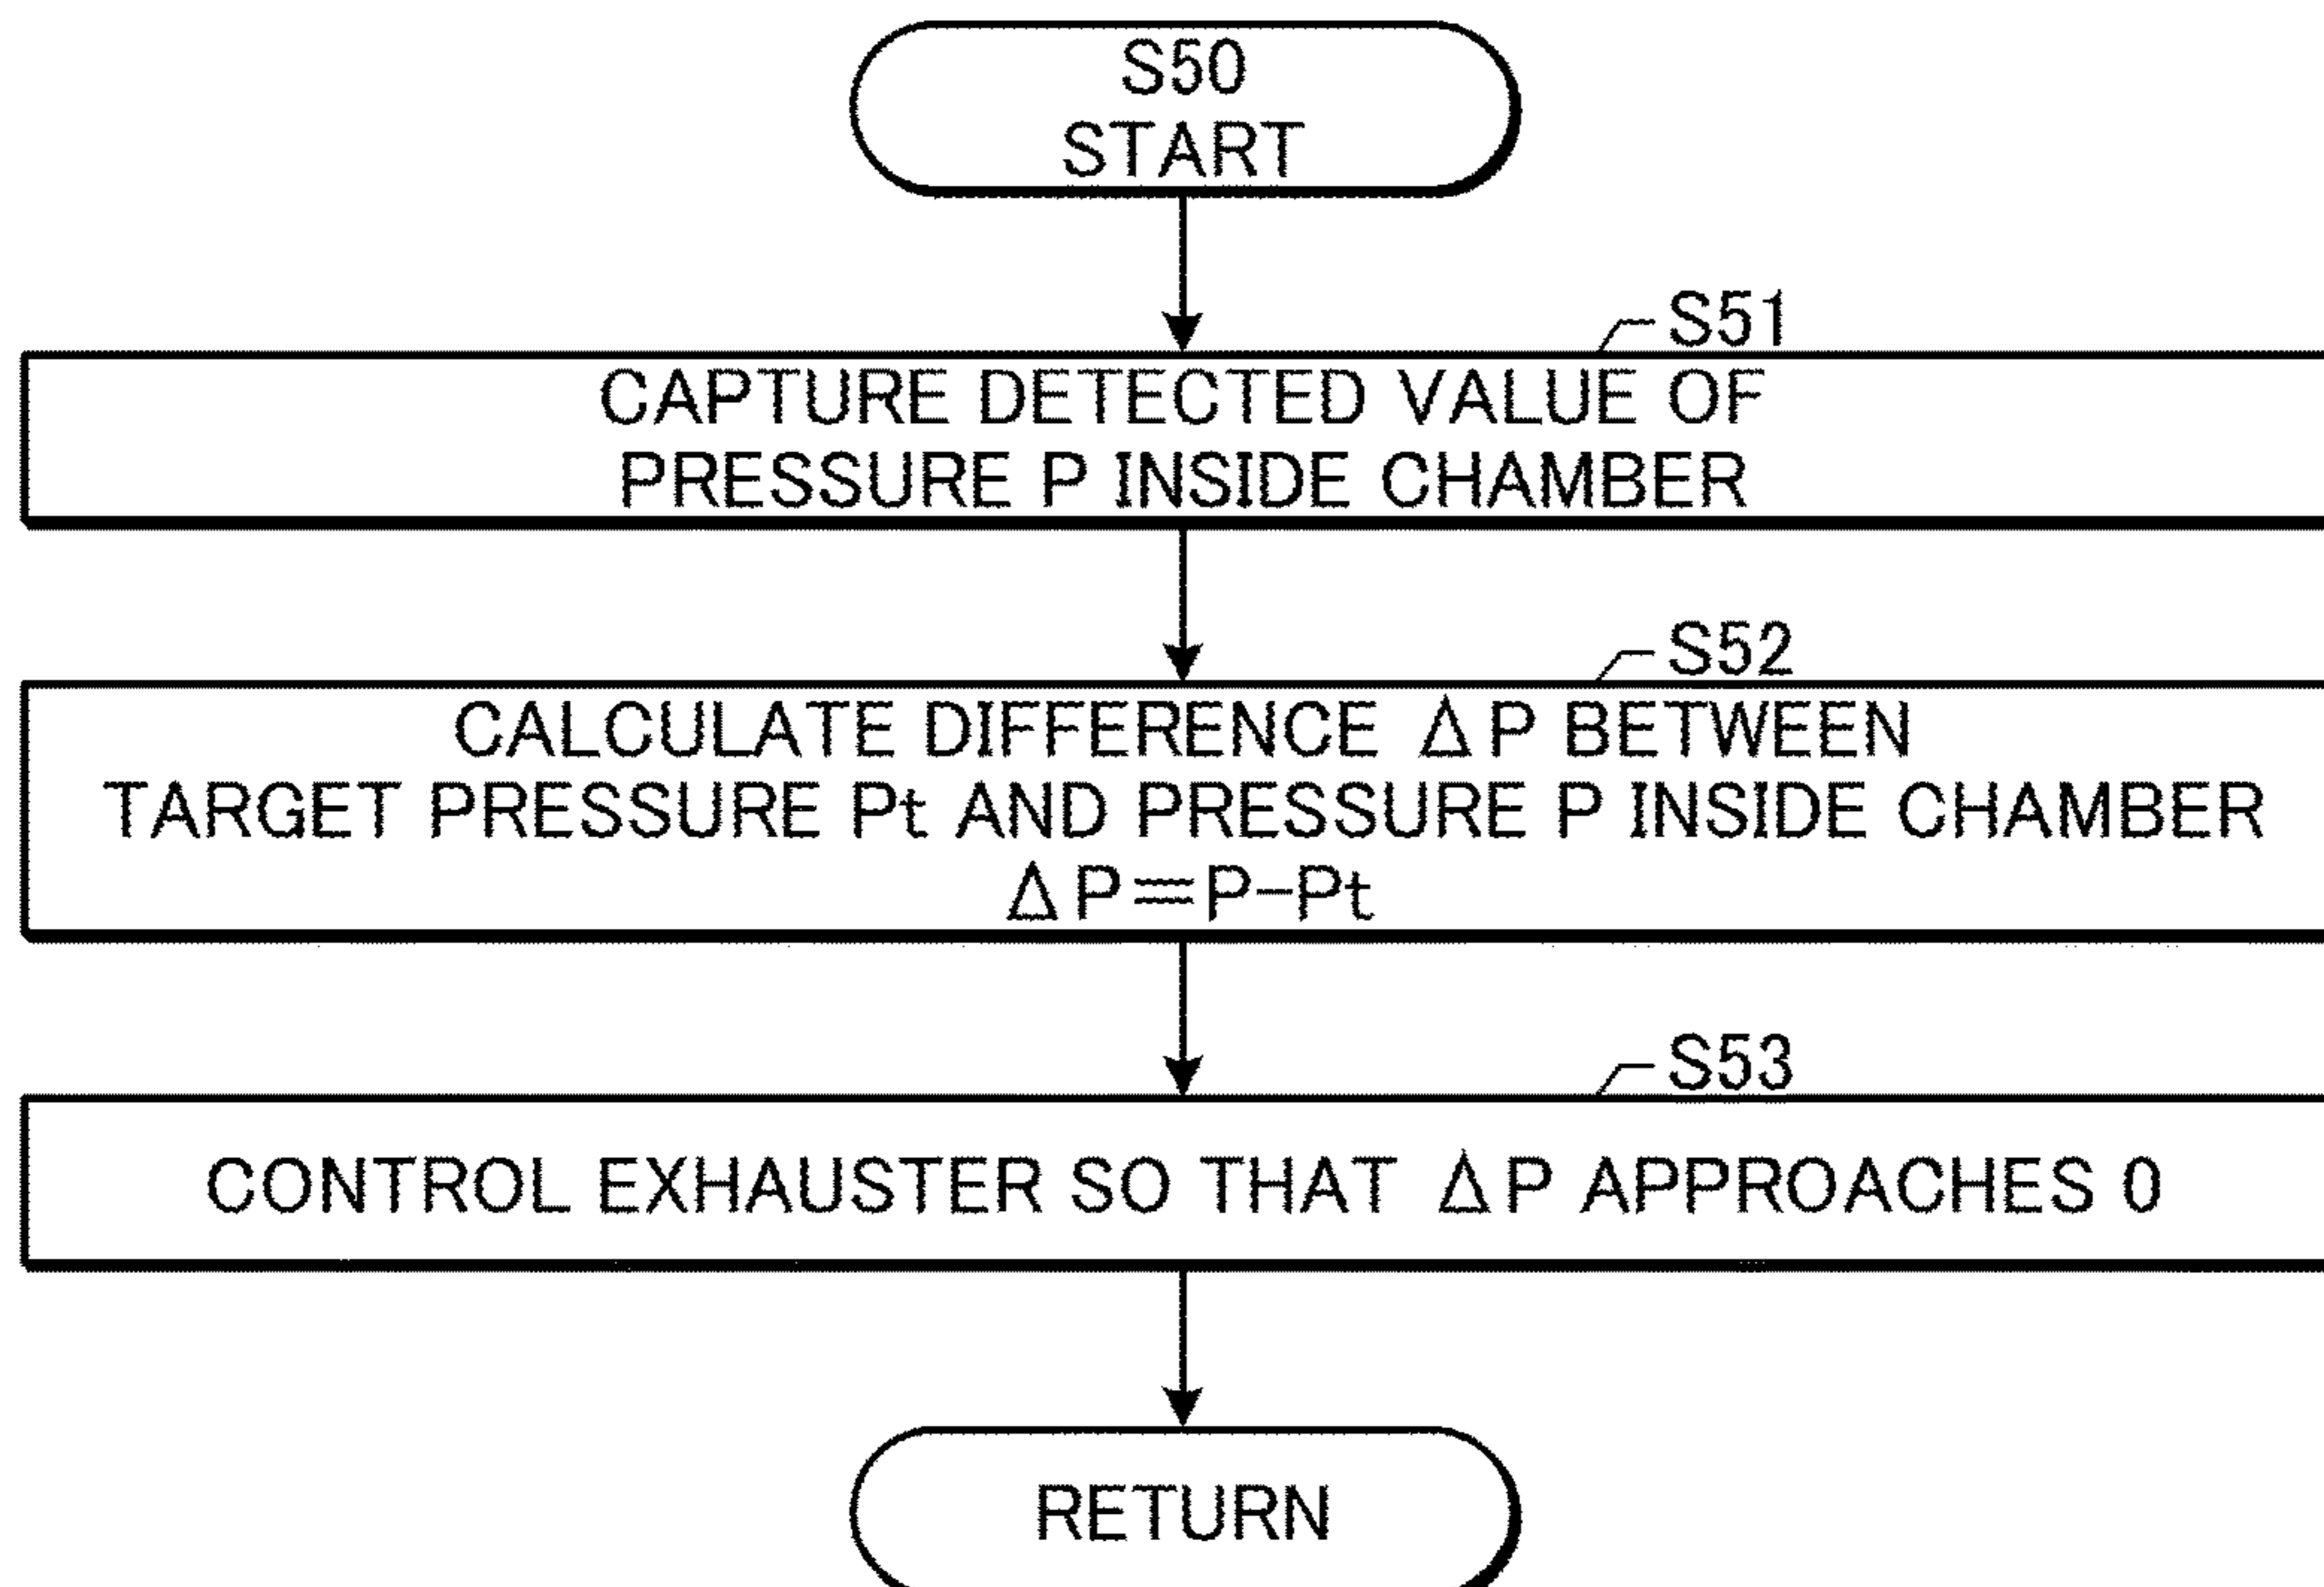 S50
START
S51
CAPTURE DETECTED VALUE OF
PRESSURE P INSIDE CHAMBER
S52
CALCULATE DIFFERENCE ΔP BETWEEN
TARGET PRESSURE Pt AND PRESSURE P INSIDE CHAMBER
ΔP=P-Pt
S53
CONTROL EXHAUSTER SO THAT ΔP APPROACHES 0
RETURN